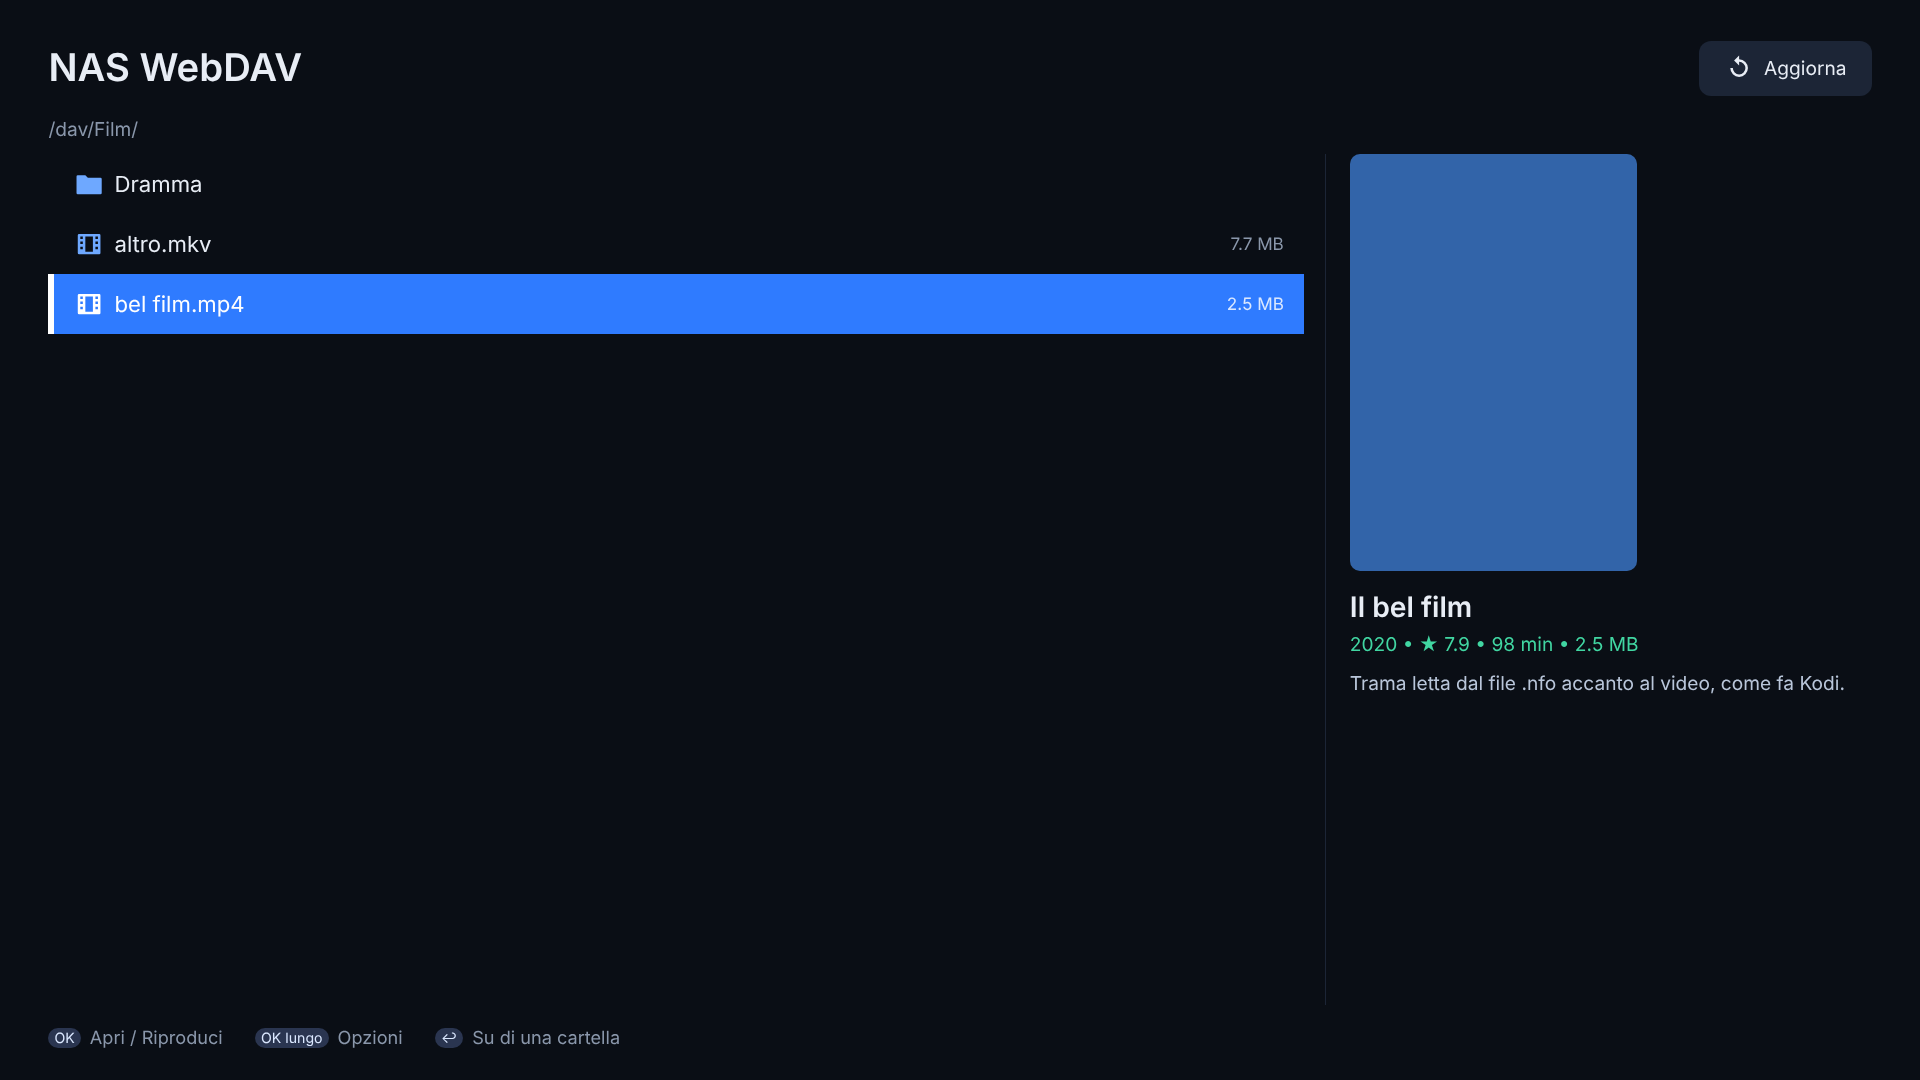 NAS WebDAV
Aggiorna
/dav/Film/
Dramma
altro.mkv 7.7 MB
bel film.mp4 2.5 MB
Il bel film
2020 • ★ 7.9 • 98 min • 2.5 MB
Trama letta dal file .nfo accanto al video, come fa Kodi.
OK Apri / Riproduci OK lungo Opzioni ↩ Su di una cartella